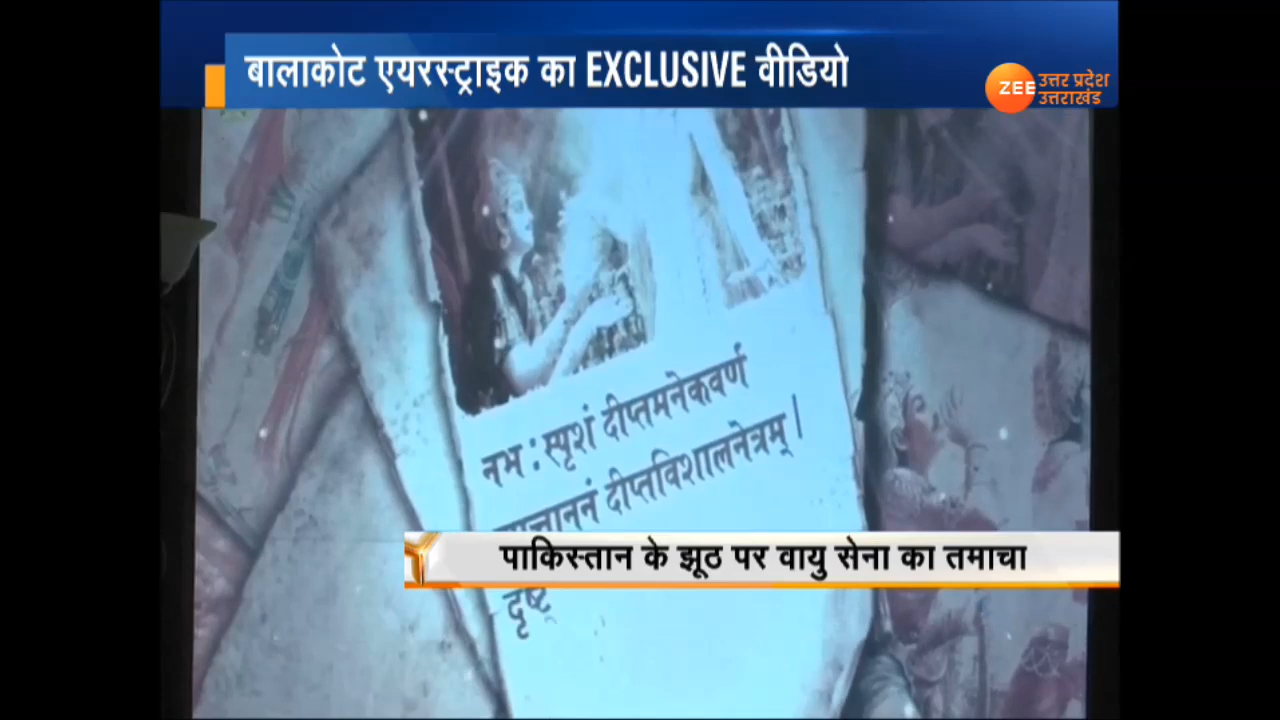 बालाकोट एयरस्ट्राइक का EXCLUSIVE वीडियो
ZEE उत्तर प्रदेश
उत्तराखंड
नभ: स्पृशं दीप्तमनेकवर्ण
दीप्तविशालनेत्रम्।
पाकिस्तान के झूठ पर वायु सेना का तमाचा